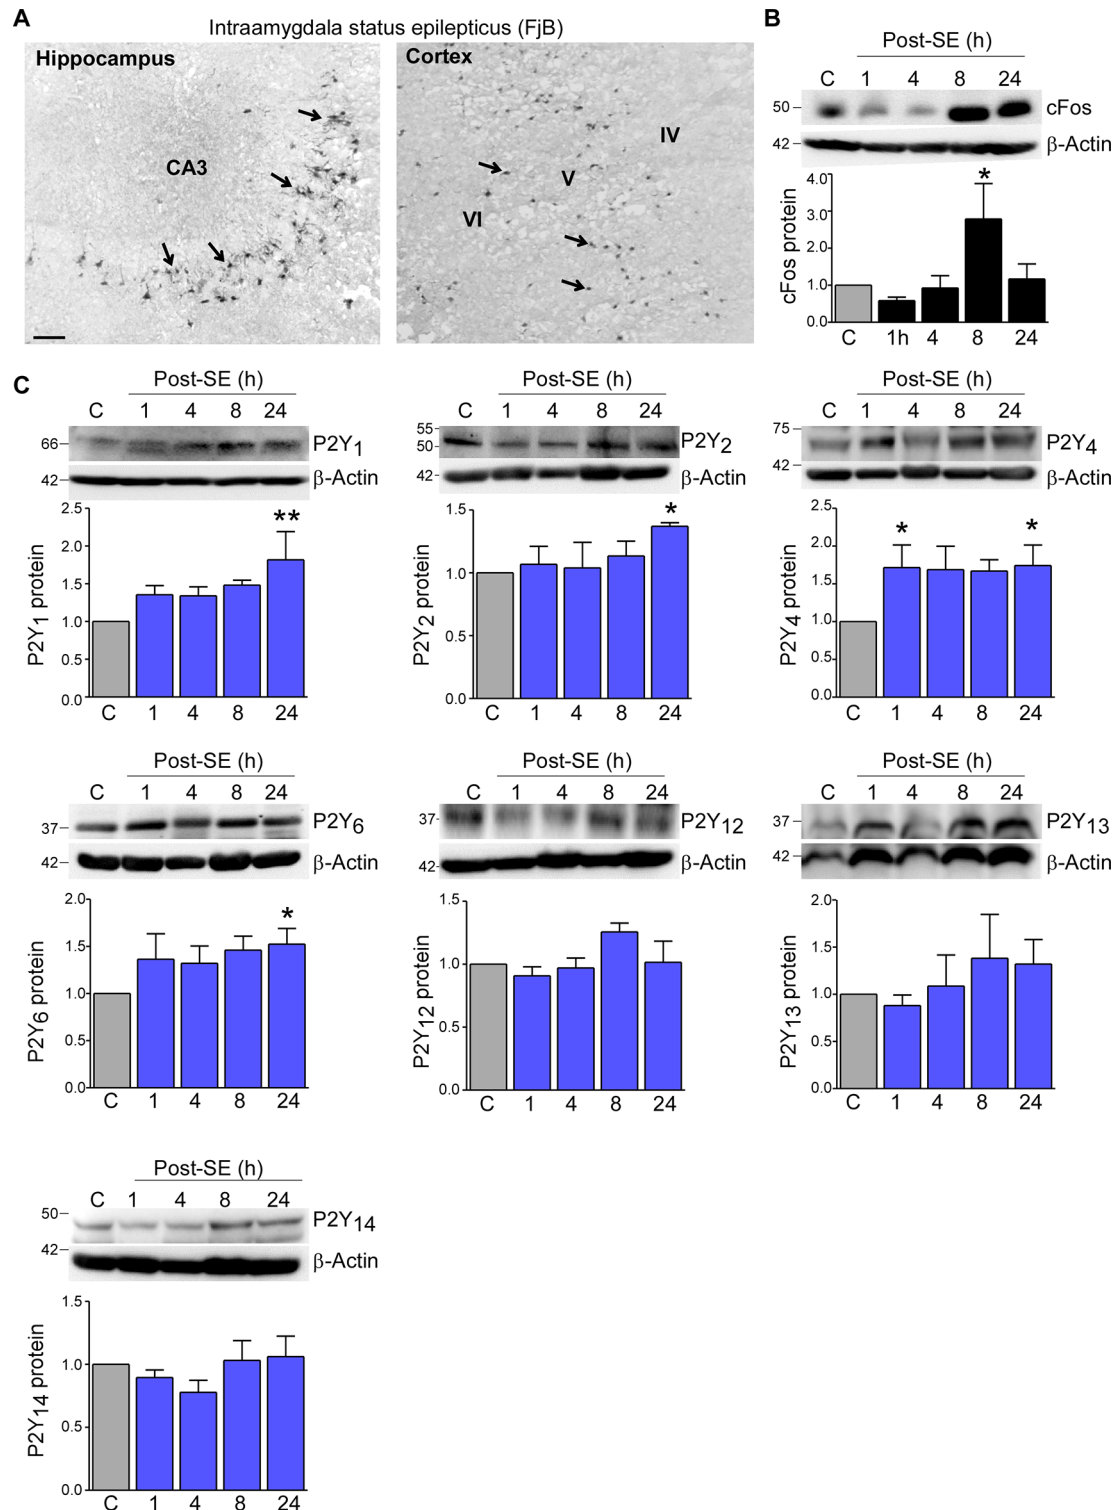 A
Intraamygdala status epilepticus (FjB)
Hippocampus
CA3
Cortex
IV
V
VI
B
Post-SE (h)
C 1 4 8 24
50 cFos
42 β-Actin
cFos protein
4.0
3.0
2.0
1.0
0.0
*
C 1h 4 8 24
C
Post-SE (h)
C 1 4 8 24
66 P2Y1
42 β-Actin
P2Y1 protein
2.5
2.0
1.5
1.0
0.5
0.0
**
C 1 4 8 24
Post-SE (h)
C 1 4 8 24
55
50 P2Y2
42 β-Actin
P2Y2 protein
1.5
1.0
0.5
0.0
*
C 1 4 8 24
Post-SE (h)
C 1 4 8 24
75 P2Y4
42 β-Actin
P2Y4 protein
2.5
2.0
1.5
1.0
0.5
0.0
* *
C 1 4 8 24
Post-SE (h)
C 1 4 8 24
37 P2Y6
42 β-Actin
P2Y6 protein
2.0
1.5
1.0
0.5
0.0
*
C 1 4 8 24
Post-SE (h)
C 1 4 8 24
37 P2Y12
42 β-Actin
P2Y12 protein
1.5
1.0
0.5
0.0
C 1 4 8 24
Post-SE (h)
C 1 4 8 24
37 P2Y13
42 β-Actin
P2Y13 protein
2.0
1.5
1.0
0.5
0.0
C 1 4 8 24
Post-SE (h)
C 1 4 8 24
50 P2Y14
42 β-Actin
P2Y14 protein
1.5
1.0
0.5
0.0
C 1 4 8 24